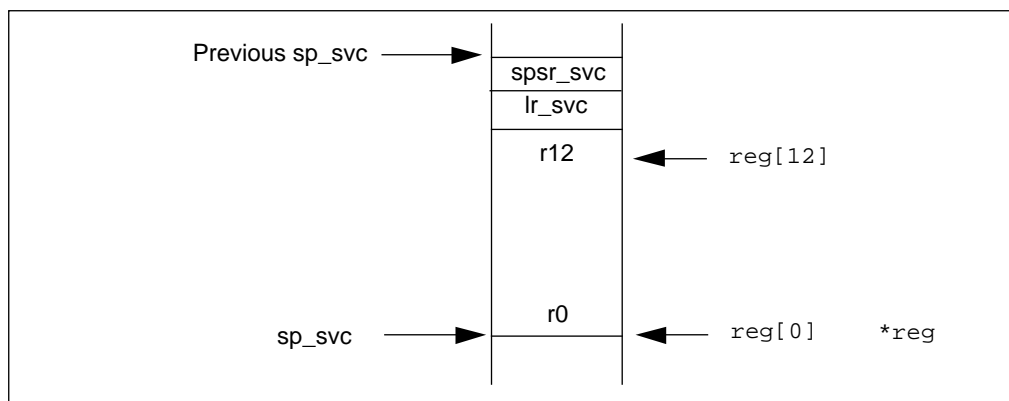 Previous sp_svc
spsr_svc
lr_svc
r12 reg[12]
r0
sp_svc reg[0] *reg